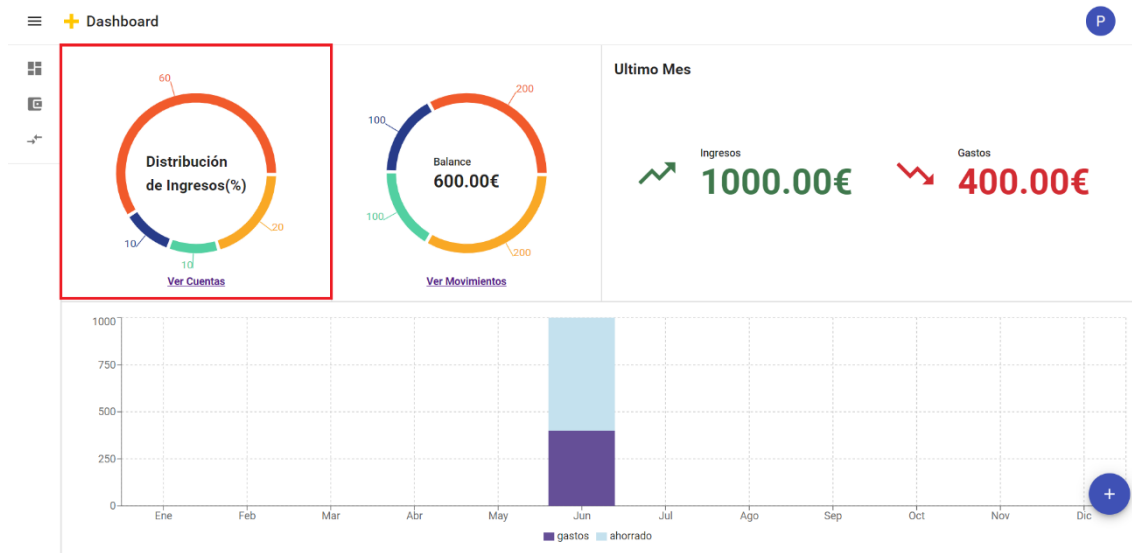 Dashboard
P
60
Distribución
de Ingresos(%)
10
10
20
Ver Cuentas
200
100
Balance
600.00€
100
200
Ver Movimientos
Ultimo Mes
Ingresos
1000.00€
Gastos
400.00€
1000
750
500
250
0
Ene Feb Mar Abr May Jun Jul Ago Sep Oct Nov Dic
gastos ahorrado
+